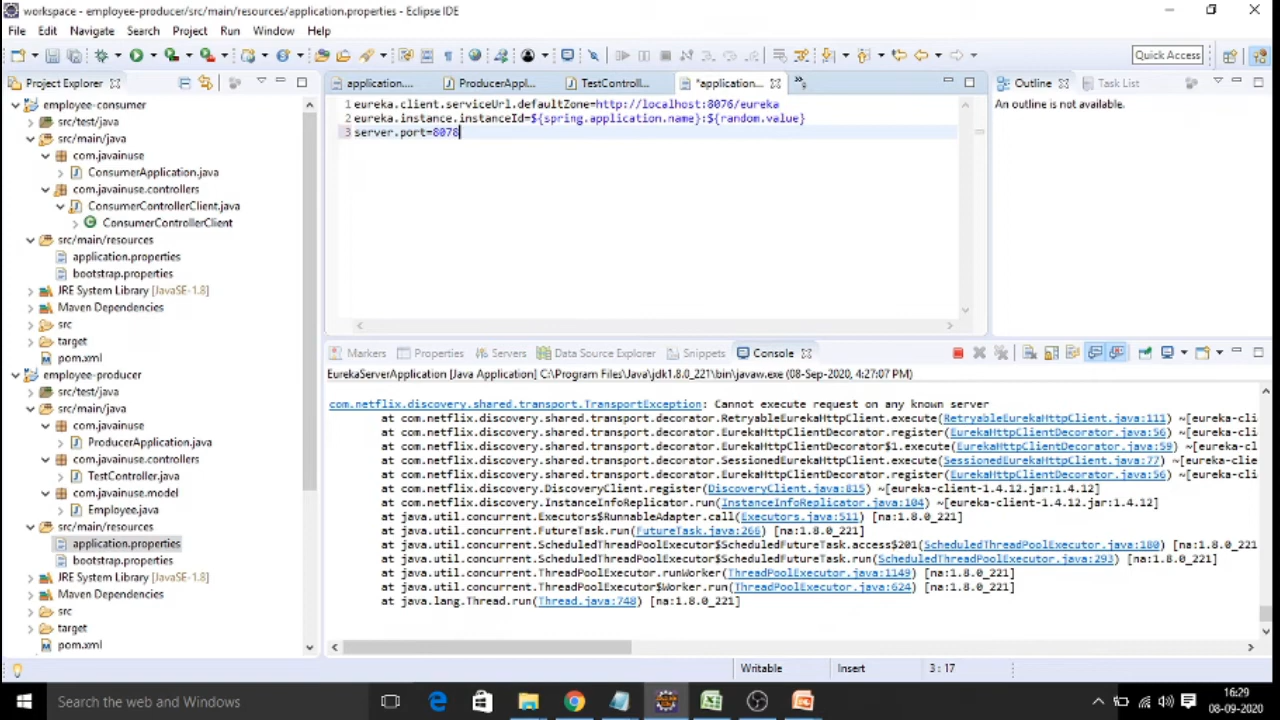 workspace - employee-producer/src/main/resources/application.properties - Eclipse IDE
File Edit Navigate Search Project Run Window Help
Quick Access
Project Explorer
application....
ProducerAppl...
TestControll...
*application....
Outline
Task List
An outline is not available.
employee-consumer
src/test/java
src/main/java
com.javainuse
ConsumerApplication.java
com.javainuse.controllers
ConsumerControllerClient.java
ConsumerControllerClient
src/main/resources
application.properties
bootstrap.properties
JRE System Library [JavaSE-1.8]
Maven Dependencies
src
target
pom.xml
employee-producer
src/test/java
src/main/java
com.javainuse
ProducerApplication.java
com.javainuse.controllers
TestController.java
com.javainuse.model
Employee.java
src/main/resources
application.properties
bootstrap.properties
JRE System Library [JavaSE-1.8]
Maven Dependencies
src
target
pom.xml
1 eureka.client.serviceUrl.defaultZone=http://localhost:8076/eureka
2 eureka.instance.instanceId=${spring.application.name}:${random.value}
3 server.port=8078
Markers Properties Servers Data Source Explorer Snippets Console
EurekaServerApplication [Java Application] C:\Program Files\Java\jdk1.8.0_221\bin\javaw.exe (08-Sep-2020, 4:27:07 PM)
com.netflix.discovery.shared.transport.TransportException: Cannot execute request on any known server
at com.netflix.discovery.shared.transport.decorator.RetryableEurekaHttpClient.execute(RetryableEurekaHttpClient.java:111) ~[eureka-cli
at com.netflix.discovery.shared.transport.decorator.EurekaHttpClientDecorator.register(EurekaHttpClientDecorator.java:56) ~[eureka-cli
at com.netflix.discovery.shared.transport.decorator.EurekaHttpClientDecorator$1.execute(EurekaHttpClientDecorator.java:59) ~[eureka-cl
at com.netflix.discovery.shared.transport.decorator.SessionedEurekaHttpClient.execute(SessionedEurekaHttpClient.java:77) ~[eureka-clie
at com.netflix.discovery.shared.transport.decorator.EurekaHttpClientDecorator.register(EurekaHttpClientDecorator.java:56) ~[eureka-cli
at com.netflix.discovery.DiscoveryClient.register(DiscoveryClient.java:815) ~[eureka-client-1.4.12.jar:1.4.12]
at com.netflix.discovery.InstanceInfoReplicator.run(InstanceInfoReplicator.java:104) ~[eureka-client-1.4.12.jar:1.4.12]
at java.util.concurrent.Executors$RunnableAdapter.call(Executors.java:511) [na:1.8.0_221]
at java.util.concurrent.FutureTask.run(FutureTask.java:266) [na:1.8.0_221]
at java.util.concurrent.ScheduledThreadPoolExecutor$ScheduledFutureTask.access$201(ScheduledThreadPoolExecutor.java:180) [na:1.8.0_221
at java.util.concurrent.ScheduledThreadPoolExecutor$ScheduledFutureTask.run(ScheduledThreadPoolExecutor.java:293) [na:1.8.0_221]
at java.util.concurrent.ThreadPoolExecutor.runWorker(ThreadPoolExecutor.java:1149) [na:1.8.0_221]
at java.util.concurrent.ThreadPoolExecutor$Worker.run(ThreadPoolExecutor.java:624) [na:1.8.0_221]
at java.lang.Thread.run(Thread.java:748) [na:1.8.0_221]
Writable Insert 3 : 17
Search the web and Windows
16:29
08-09-2020